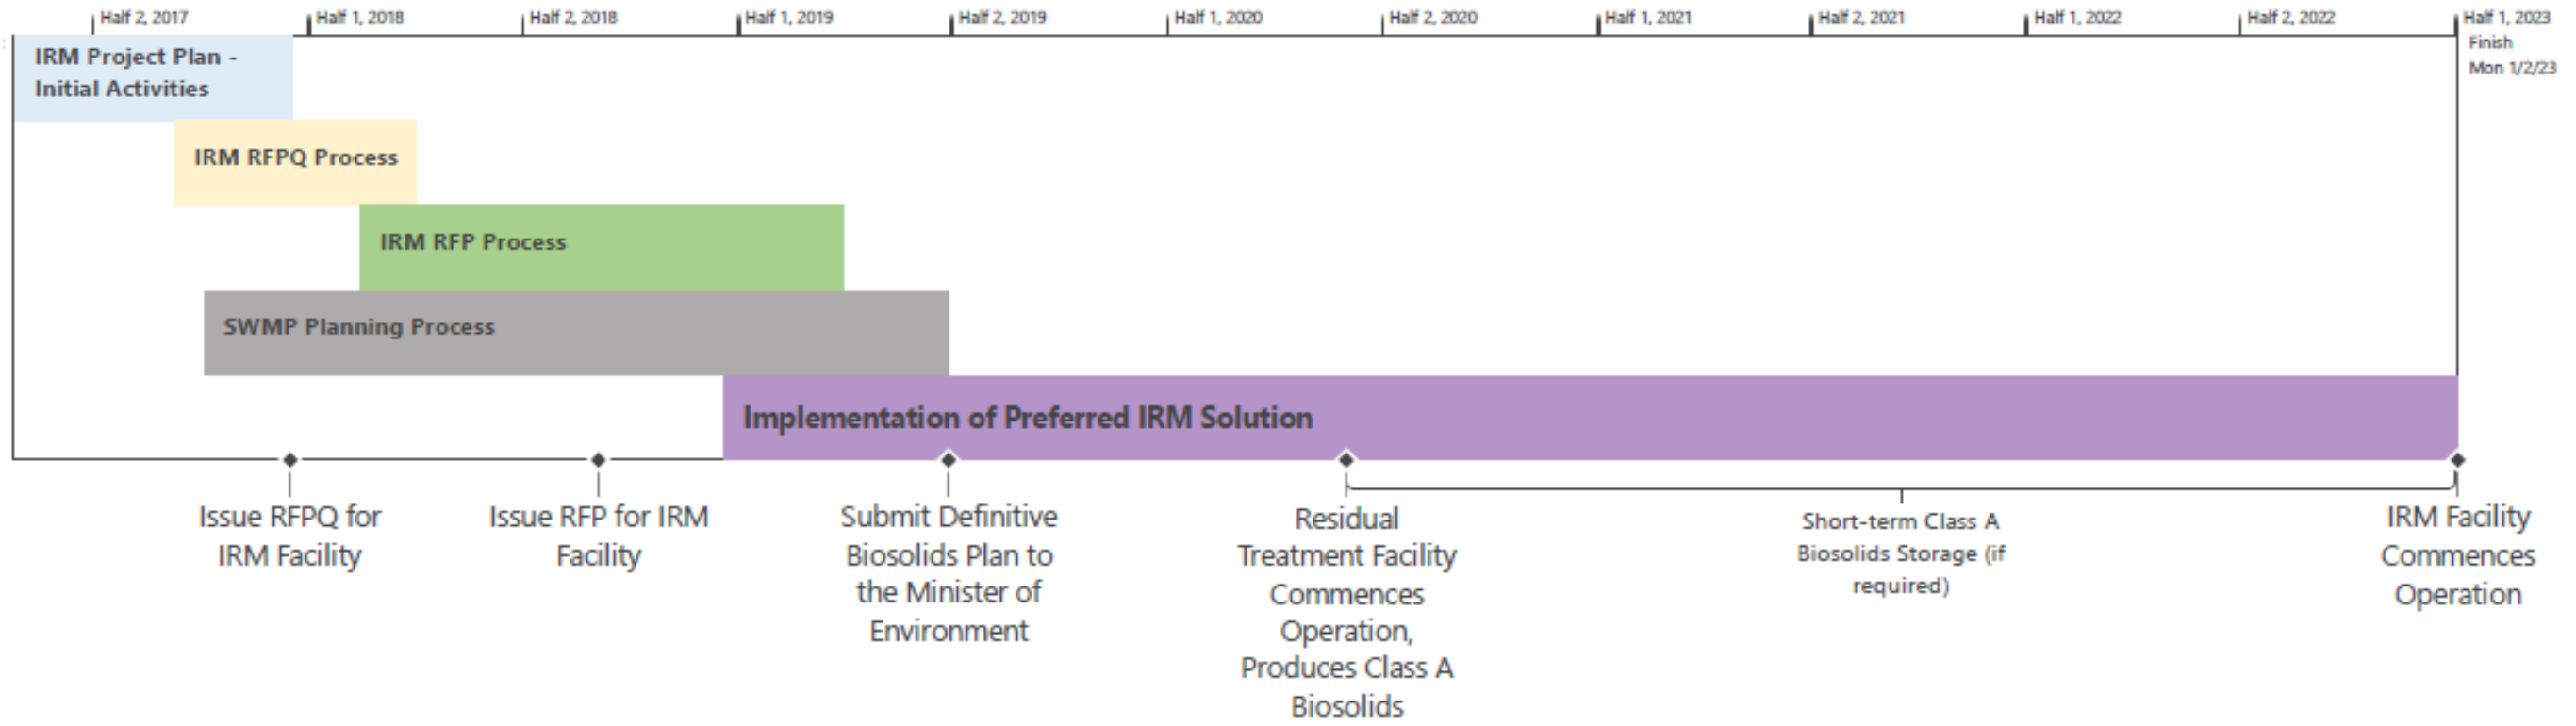 Half 2, 2017
Half 1, 2018
Half 2, 2018
Half 1, 2019
Half 2, 2019
Half 1, 2020
Half 2, 2020
Half 1, 2021
Half 2, 2021
Half 1, 2022
Half 2, 2022
Half 1, 2023
Finish
Mon 1/2/23
IRM Project Plan -
Initial Activities
IRM RFPQ Process
IRM RFP Process
SWMP Planning Process
Implementation of Preferred IRM Solution
Issue RFPQ for
IRM Facility
Issue RFP for IRM
Facility
Submit Definitive
Biosolids Plan to
the Minister of
Environment
Residual
Treatment Facility
Commences
Operation,
Produces Class A
Biosolids
Short-term Class A
Biosolids Storage (if
required)
IRM Facility
Commences
Operation